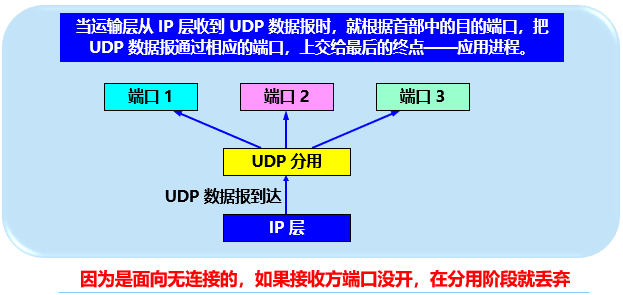 当运输层从 IP 层收到 UDP 数据报时，就根据首部中的目的端口，把
UDP 数据报通过相应的端口，上交给最后的终点——应用进程。
端口 1
端口 2
端口 3
UDP 分用
UDP 数据报到达
IP 层
因为是面向无连接的，如果接收方端口没开，在分用阶段就丢弃